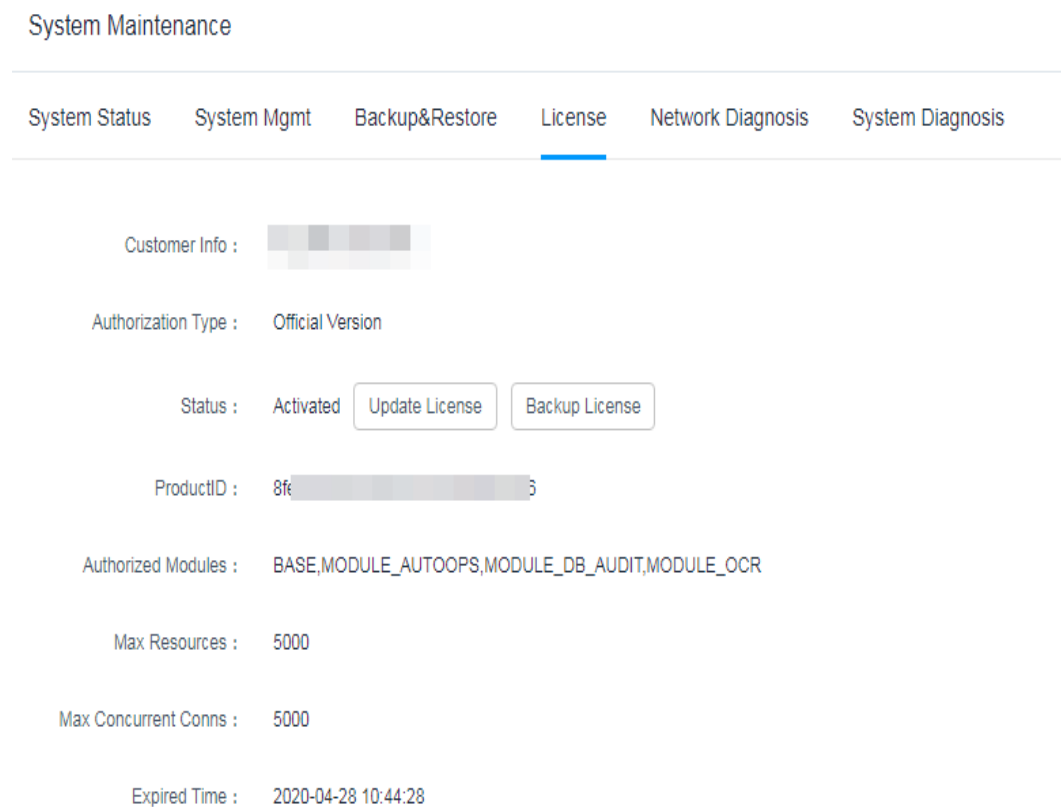 System Maintenance
System Status System Mgmt Backup&Restore License Network Diagnosis System Diagnosis
Customer Info :
Authorization Type : Official Version
Status : Activated Update License Backup License
ProductID : 8fe 6
Authorized Modules : BASE,MODULE_AUTOOPS,MODULE_DB_AUDIT,MODULE_OCR
Max Resources : 5000
Max Concurrent Conns : 5000
Expired Time : 2020-04-28 10:44:28